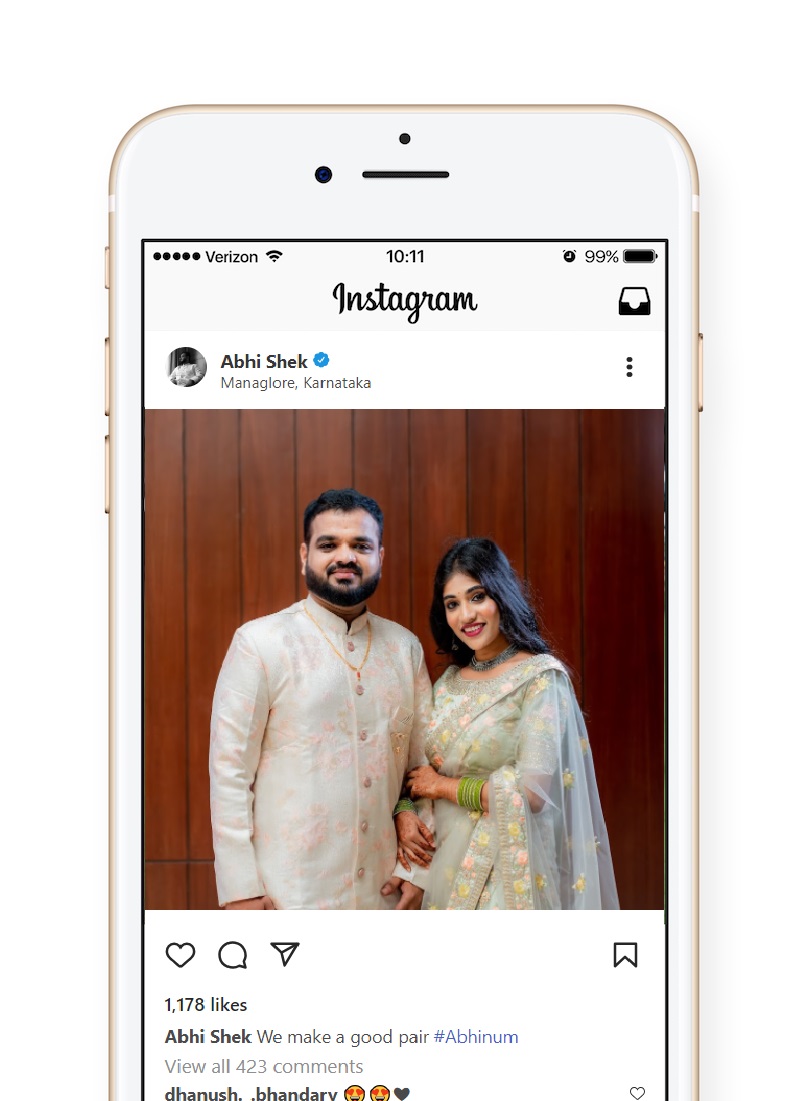 Verizon 10:11 99%
Instagram
Abhi Shek
Managlore, Karnataka
1,178 likes
Abhi Shek We make a good pair #Abhinum
View all 423 comments
dhanush._.bhandary 😍😍🖤